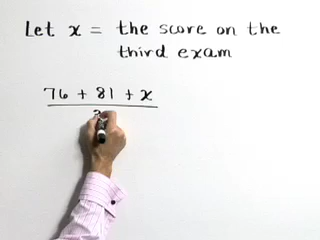 Let x = the score on the
third exam
76 + 81 + x